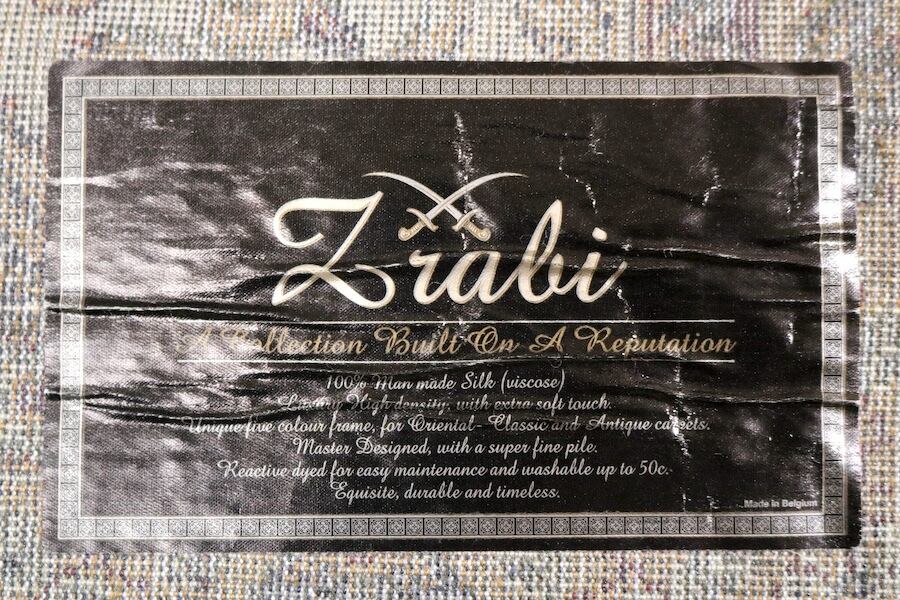 Zrabi
A Collection Built On A Reputation
100% Man made Silk (viscose)
Luxury High density, with extra soft touch.
Unique five colour frame, for Oriental - Classic and Antique carpets.
Master Designed, with a super fine pile.
Reactive dyed for easy maintenance and washable up to 50c.
Equisite, durable and timeless.
Made in Belgium